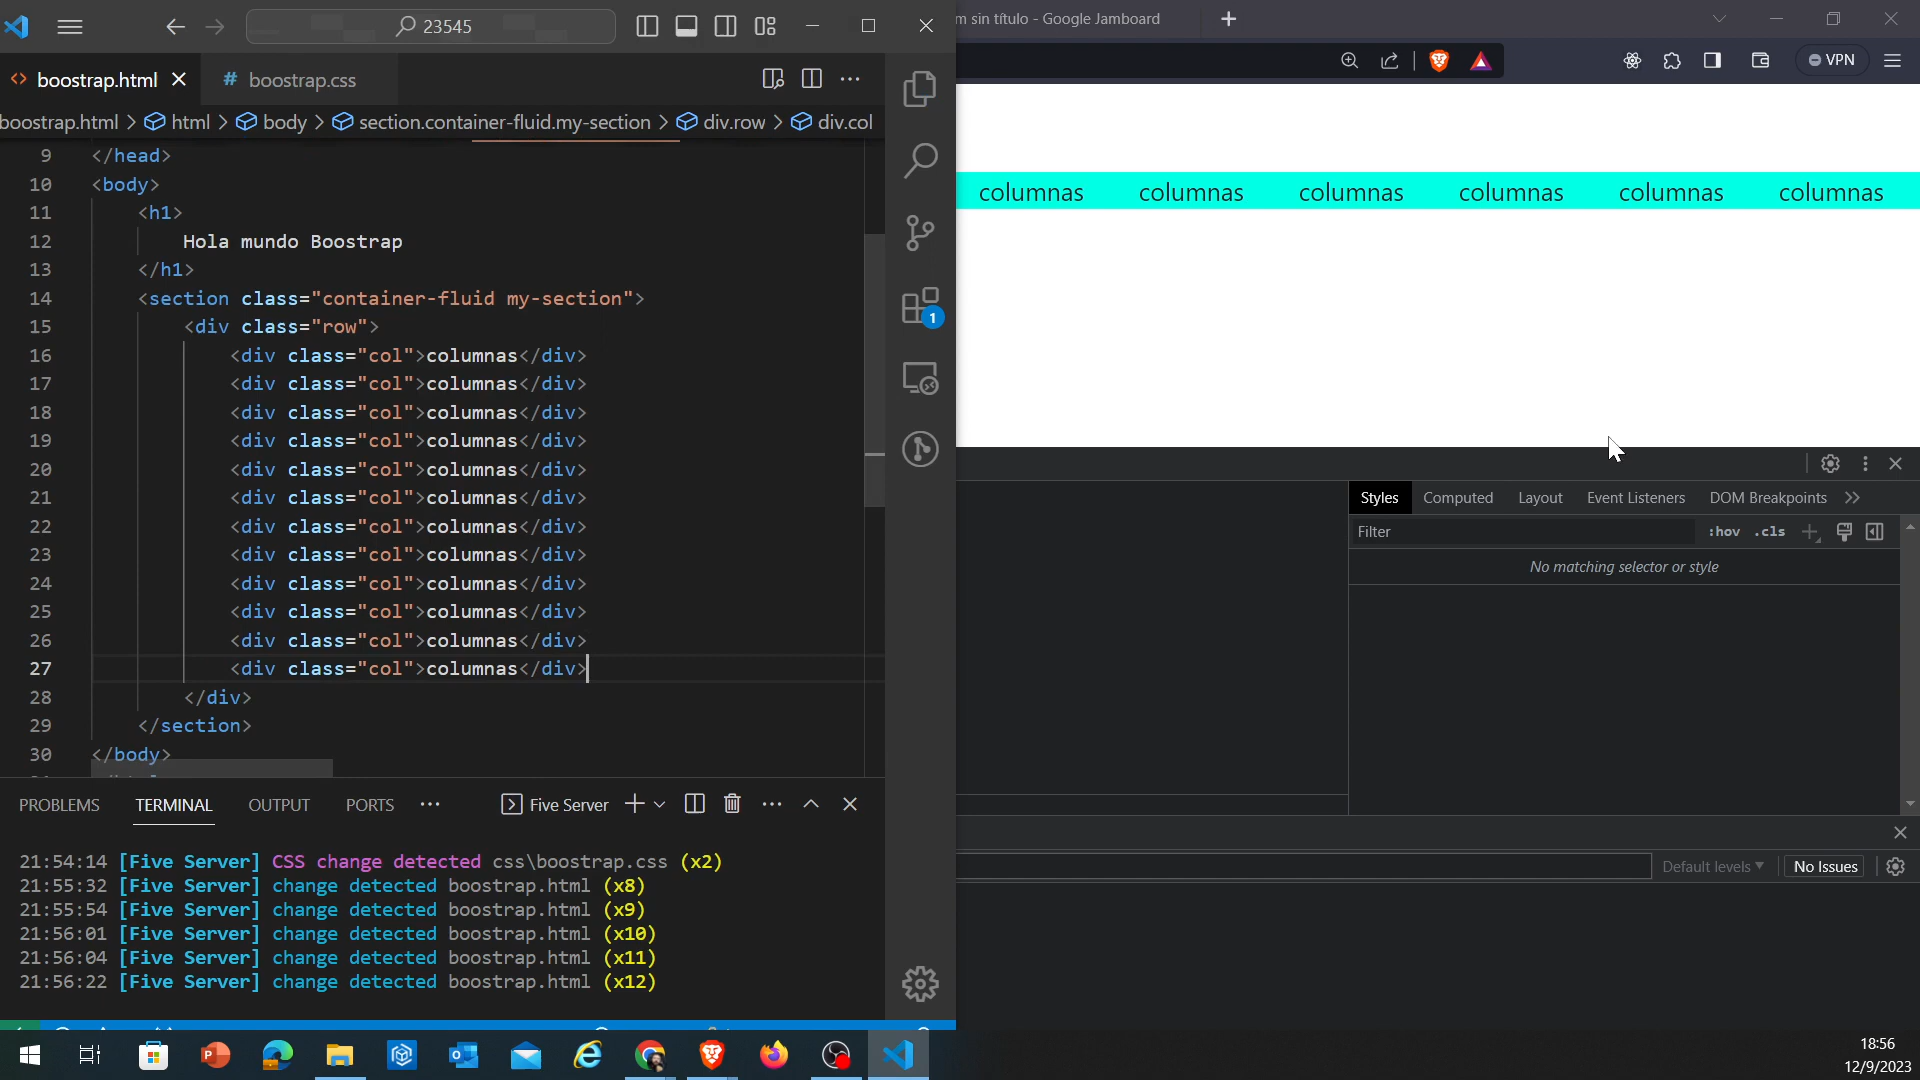 23545
m sin título - Google Jamboard
VPN
<> boostrap.html
# boostrap.css
boostrap.html > html > body > section.container-fluid.my-section > div.row > div.col
columnas columnas columnas columnas columnas columnas
9 </head>
10 <body>
11 <h1>
12 Hola mundo Boostrap
13 </h1>
14 <section class="container-fluid my-section">
15 <div class="row">
16 <div class="col">columnas</div>
17 <div class="col">columnas</div>
18 <div class="col">columnas</div>
19 <div class="col">columnas</div>
20 <div class="col">columnas</div>
21 <div class="col">columnas</div>
22 <div class="col">columnas</div>
23 <div class="col">columnas</div>
24 <div class="col">columnas</div>
25 <div class="col">columnas</div>
26 <div class="col">columnas</div>
27 <div class="col">columnas</div>
28 </div>
29 </section>
30 </body>
1
Styles Computed Layout Event Listeners DOM Breakpoints »
Filter :hov .cls
No matching selector or style
PROBLEMS TERMINAL OUTPUT PORTS ··· Five Server
21:54:14 [Five Server] CSS change detected css\boostrap.css (x2)
21:55:32 [Five Server] change detected boostrap.html (x8)
21:55:54 [Five Server] change detected boostrap.html (x9)
21:56:01 [Five Server] change detected boostrap.html (x10)
21:56:04 [Five Server] change detected boostrap.html (x11)
21:56:22 [Five Server] change detected boostrap.html (x12)
Default levels No Issues
18:56
12/9/2023